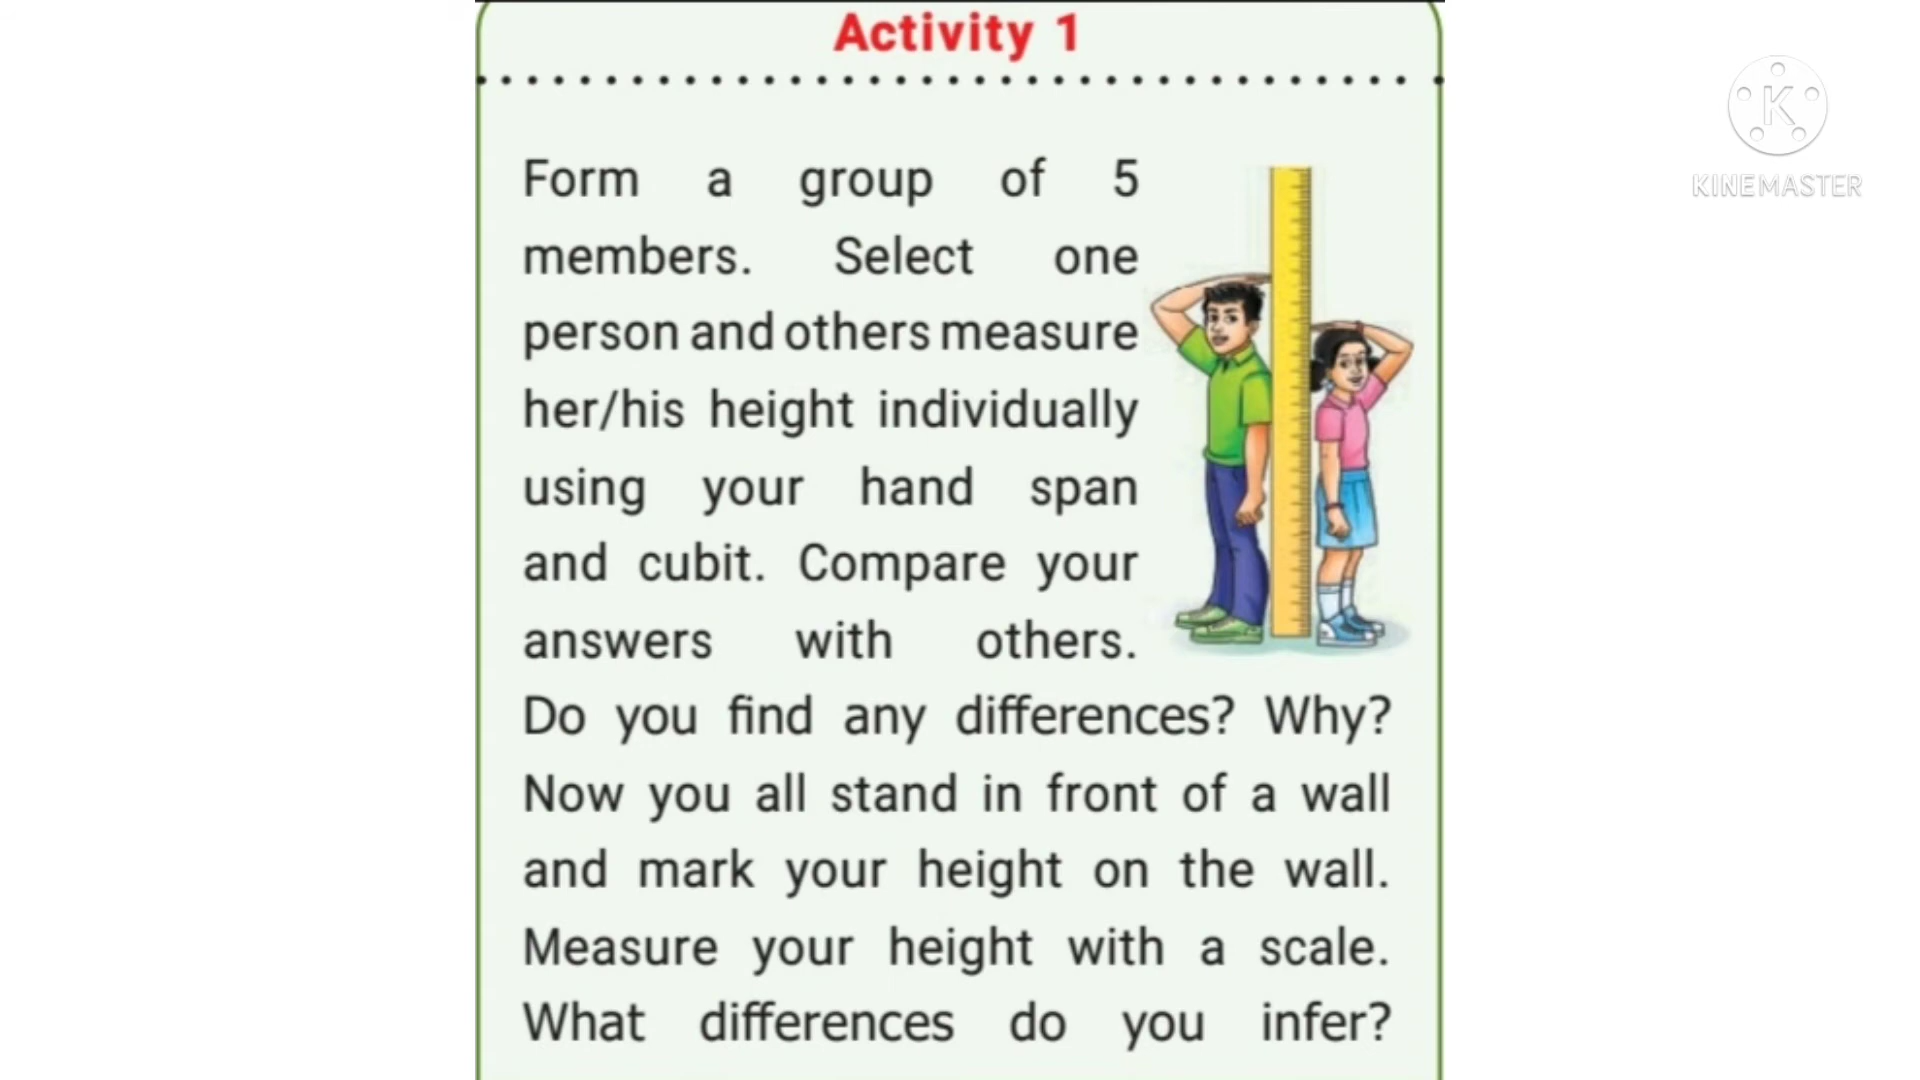 Activity 1
Form a group of 5
members. Select one
person and others measure
her/his height individually
using your hand span
and cubit. Compare your
answers with others.
Do you find any differences? Why?
Now you all stand in front of a wall
and mark your height on the wall.
Measure your height with a scale.
What differences do you infer?
K
KINEMASTER